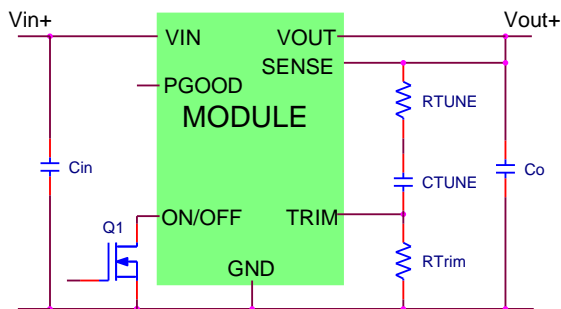 Vin+
Vout+
VIN
VOUT
SENSE
PGOOD
RTUNE
MODULE
Cin
CTUNE
Co
Q1
ON/OFF
TRIM
GND
RTrim